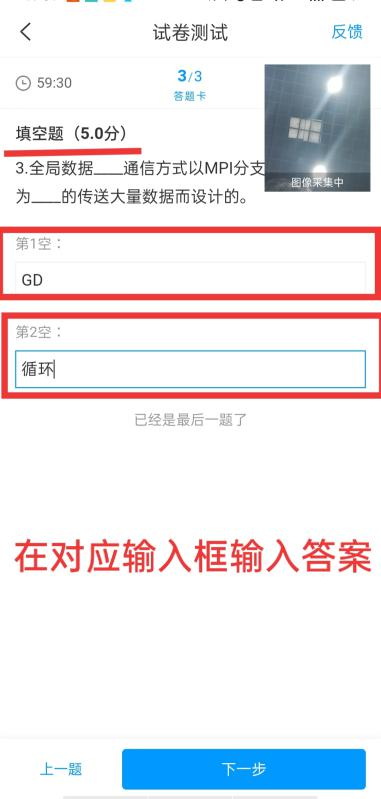 试卷测试
反馈
59:30
3/3
答题卡
填空题（5.0分）
3.全局数据____通信方式以MPI分支
为____的传送大量数据而设计的。
图像采集中
第1空：
GD
第2空：
循环
已经是最后一题了
在对应输入框输入答案
上一题
下一步